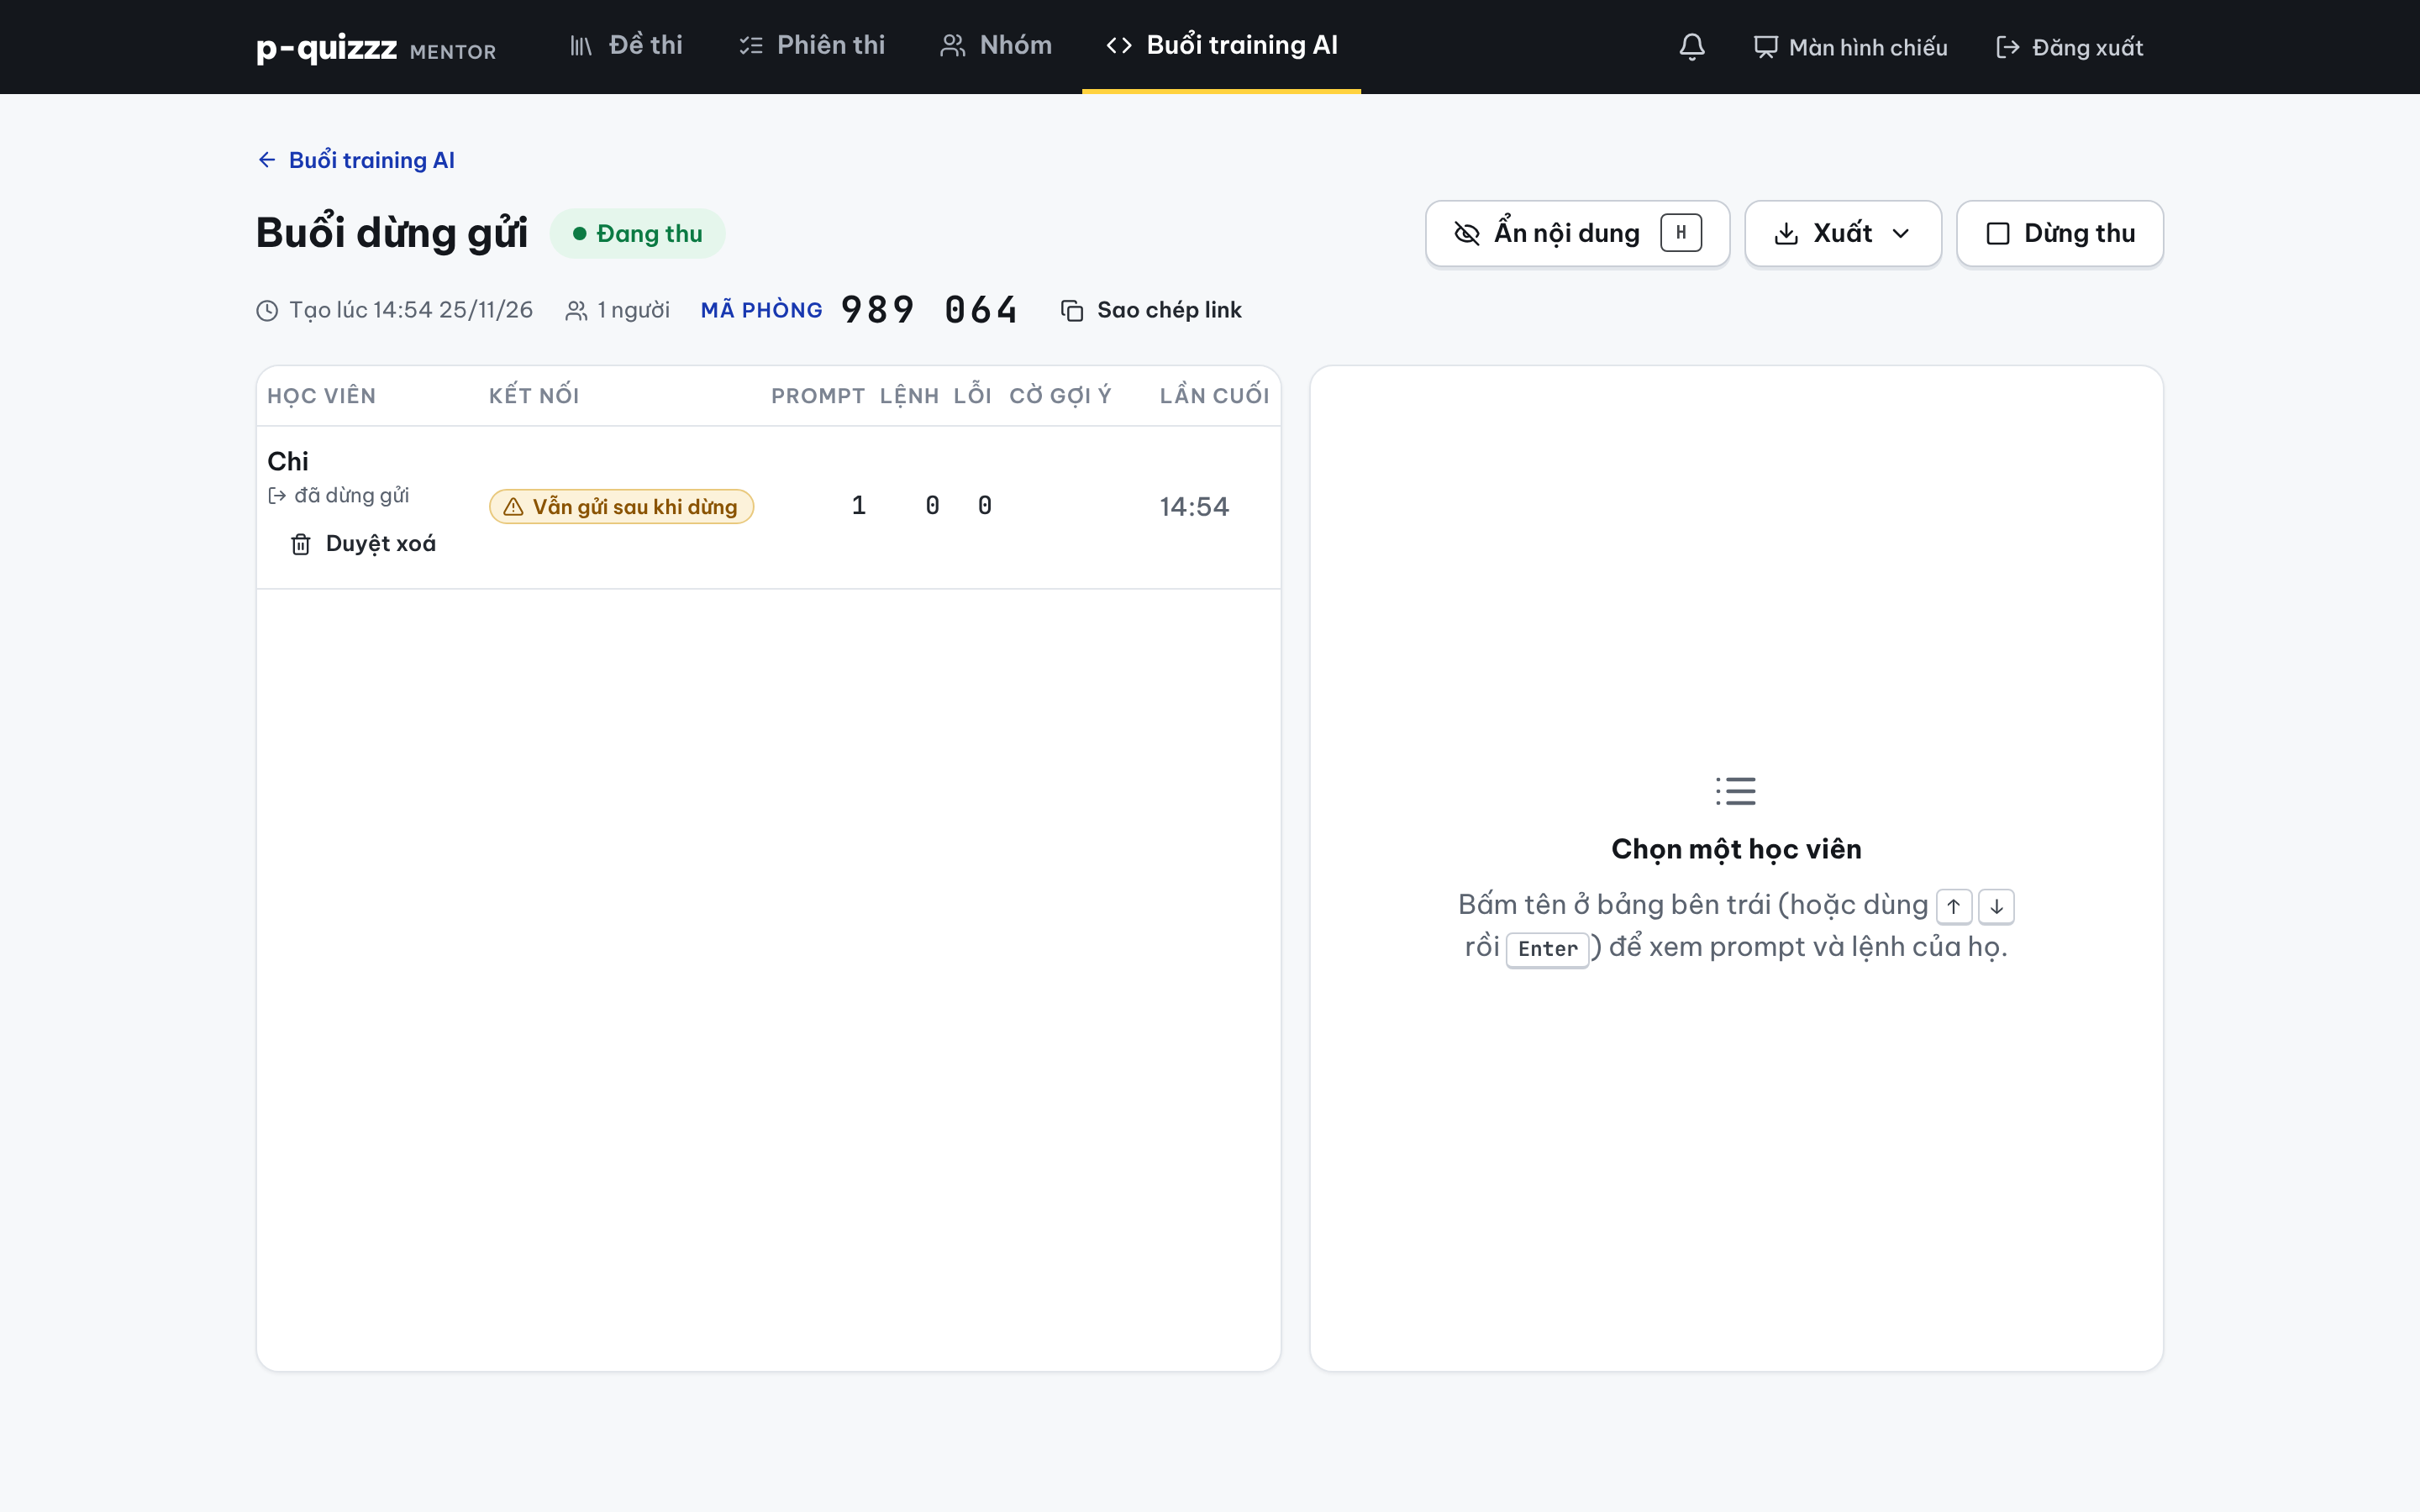 p-quizzz MENTOR Đề thi Phiên thi Nhóm Buổi training AI Màn hình chiếu Đăng xuất
Buổi training AI
Buổi dừng gửi Đang thu Ẩn nội dung H Xuất Dừng thu
Tạo lúc 14:54 25/11/26 1 người MÃ PHÒNG 989 064 Sao chép link
HỌC VIÊN KẾT NỐI PROMPT LỆNH LỖI CỜ GỢI Ý LẦN CUỐI
Chi
đã dừng gửi
Vẫn gửi sau khi dừng 1 0 0 14:54
Duyệt xoá
Chọn một học viên
Bấm tên ở bảng bên trái (hoặc dùng ↑ ↓
rồi Enter) để xem prompt và lệnh của họ.